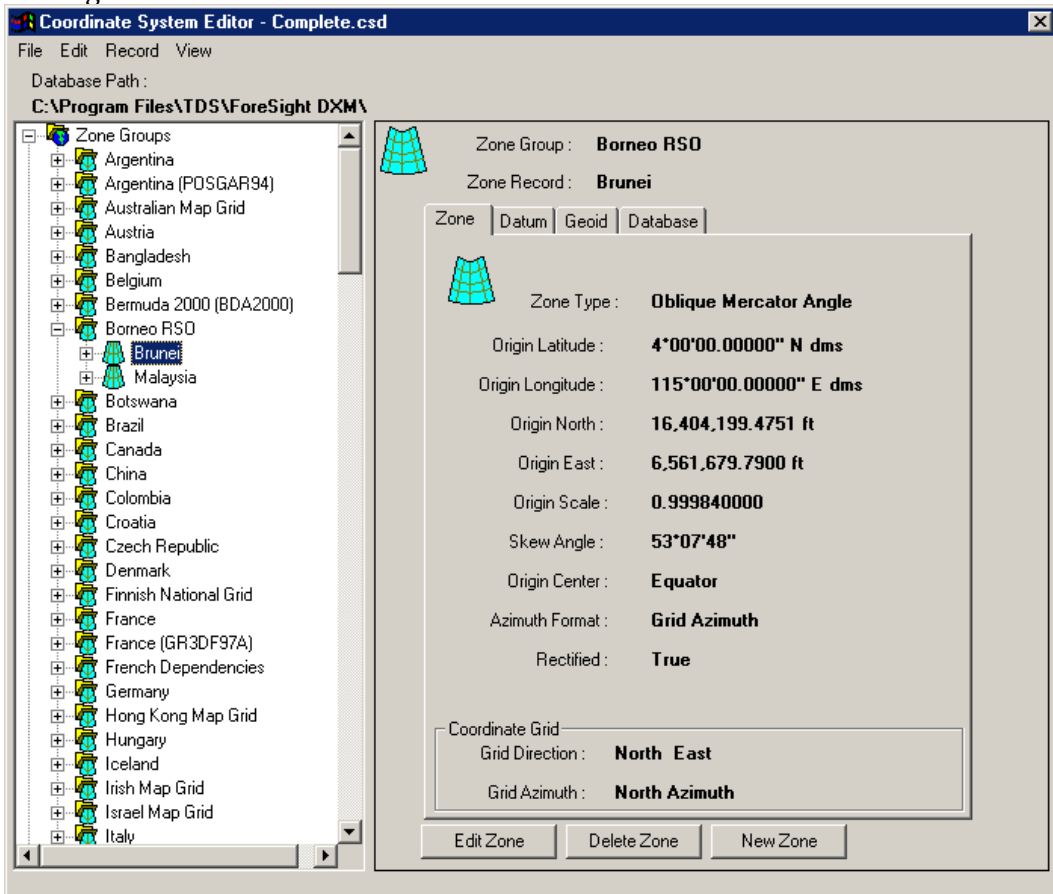 Coordinate System Editor - Complete.csd
File Edit Record View
Database Path :
C:\Program Files\TDS\ForeSight DXM\
Zone Groups
Argentina
Argentina (POSGAR94)
Australian Map Grid
Austria
Bangladesh
Belgium
Bermuda 2000 (BDA2000)
Borneo RSO
Brunei
Malaysia
Botswana
Brazil
Canada
China
Colombia
Croatia
Czech Republic
Denmark
Finnish National Grid
France
France (GR3DF97A)
French Dependencies
Germany
Hong Kong Map Grid
Hungary
Iceland
Irish Map Grid
Israel Map Grid
Italy
Zone Group : Borneo RSO
Zone Record : Brunei
Zone Datum Geoid Database
Zone Type : Oblique Mercator Angle
Origin Latitude : 4°00'00.00000" N dms
Origin Longitude : 115°00'00.00000" E dms
Origin North : 16,404,199.4751 ft
Origin East : 6,561,679.7900 ft
Origin Scale : 0.999840000
Skew Angle : 53°07'48"
Origin Center : Equator
Azimuth Format : Grid Azimuth
Rectified : True
Coordinate Grid
Grid Direction : North East
Grid Azimuth : North Azimuth
Edit Zone Delete Zone New Zone